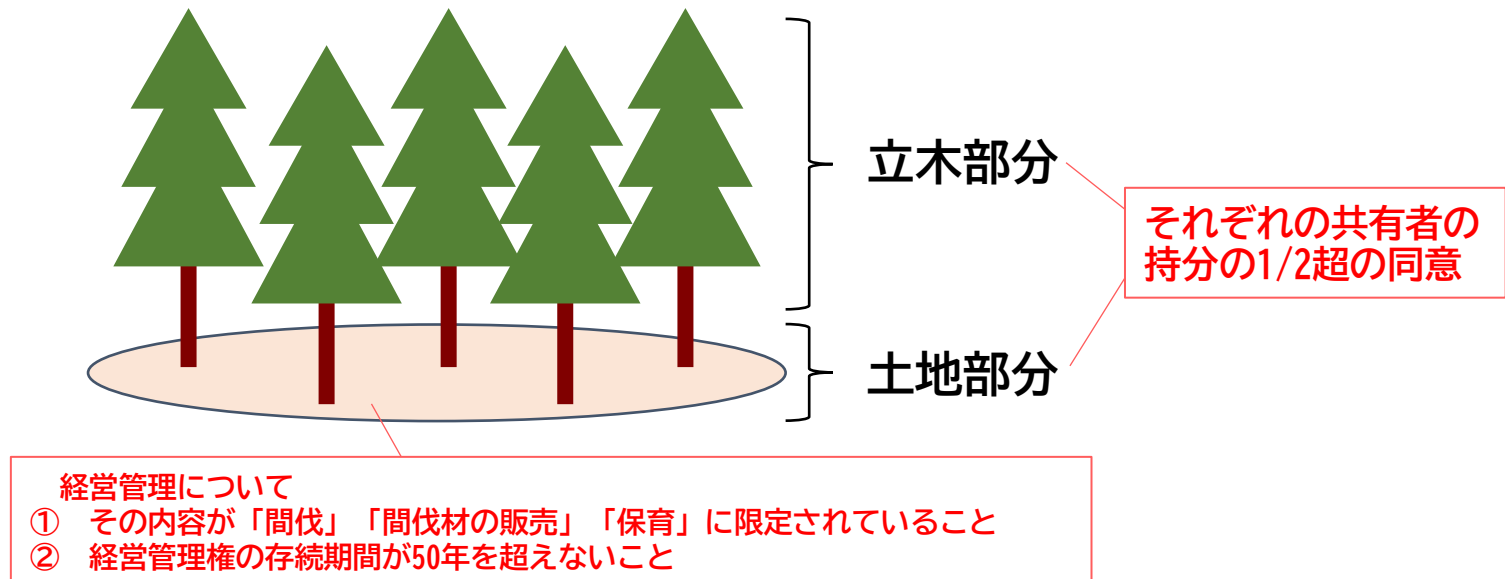 立木部分
それぞれの共有者の
持分の1/2超の同意
土地部分
経営管理について
① その内容が「間伐」「間伐材の販売」「保育」に限定されていること
② 経営管理権の存続期間が50年を超えないこと